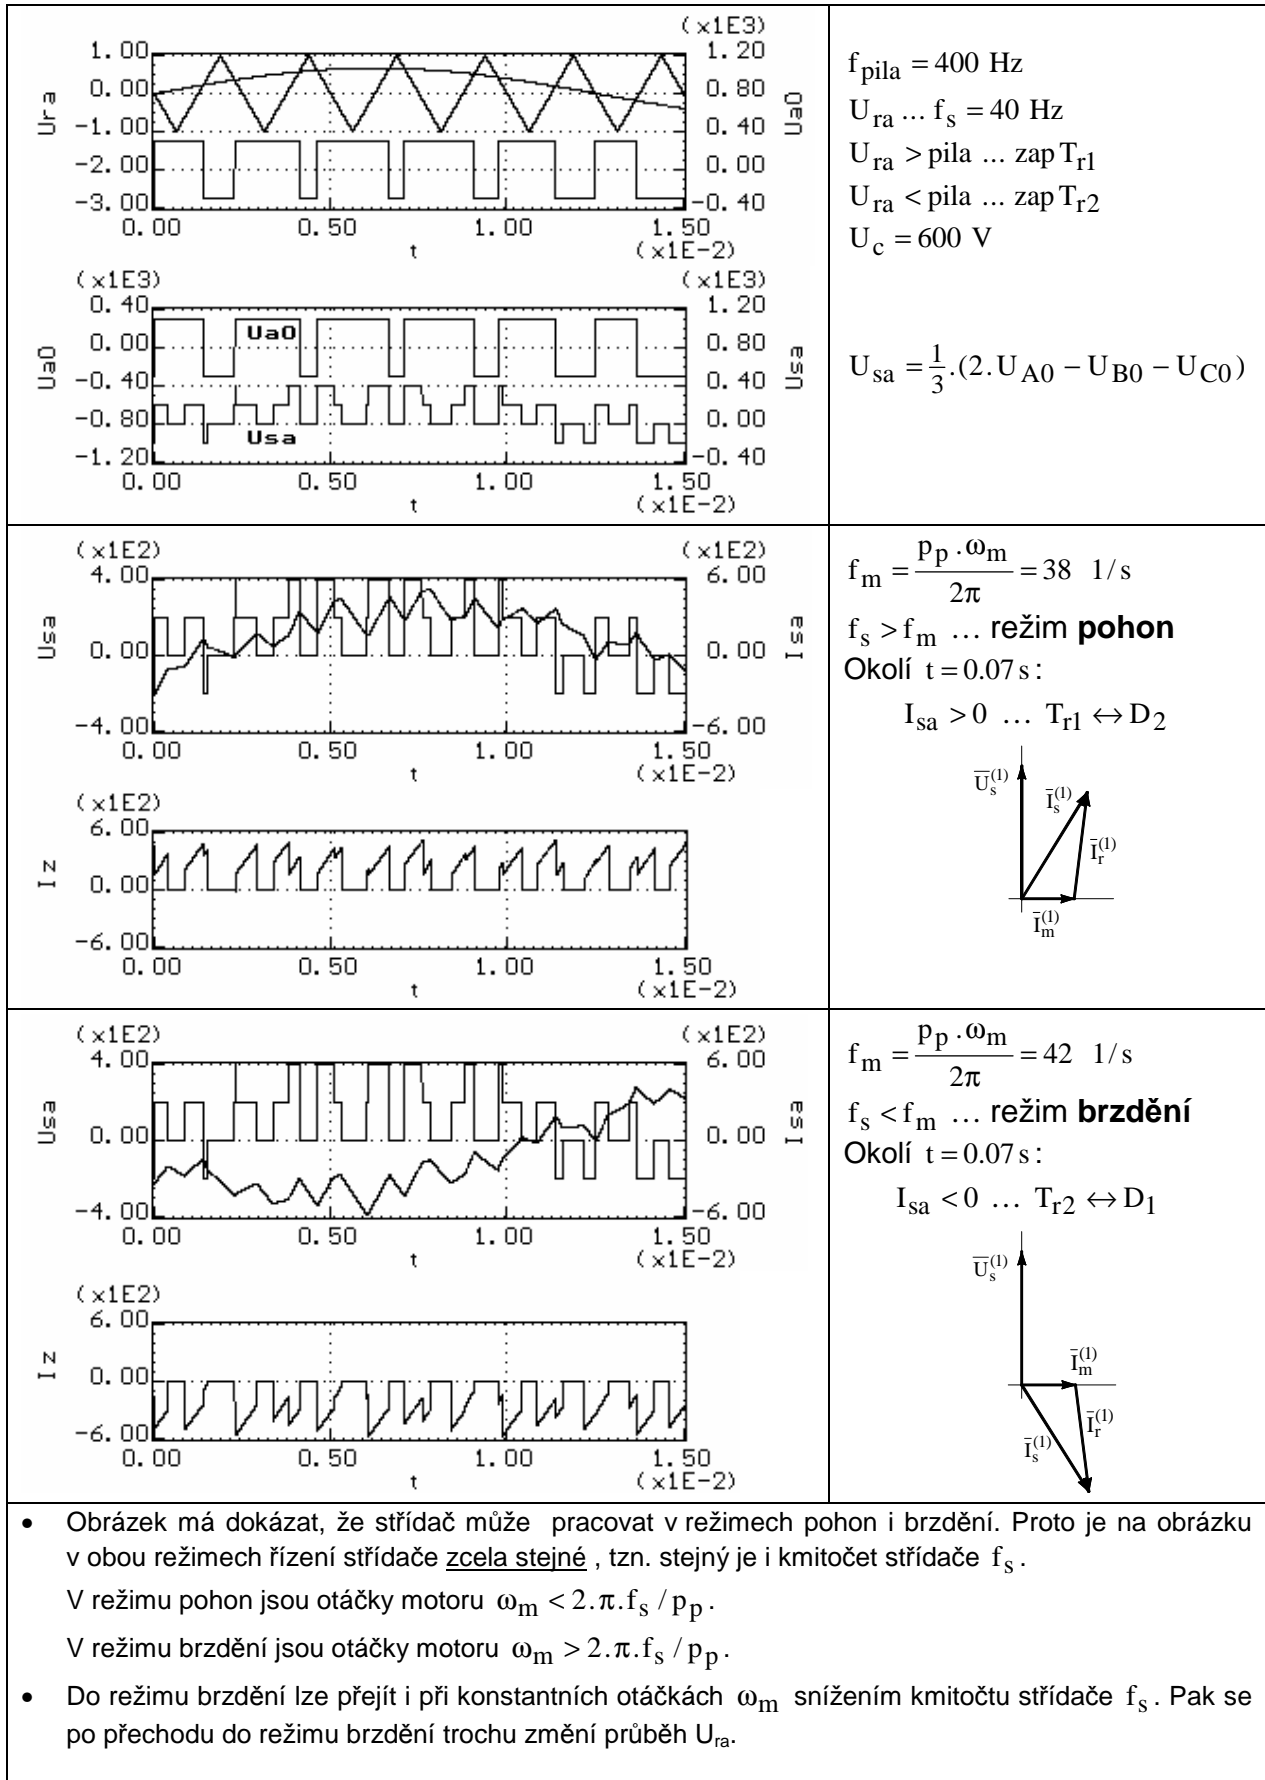 (x1E3) (x1E3)
1.00 1.20
0.00 0.80
Ura -1.00 0.40 Ua0
-2.00 0.00
-3.00 -0.40
0.00 0.50 1.00 1.50
t (x1E-2)
f_pila = 400 Hz
U_ra ... f_s = 40 Hz
U_ra > pila ... zap T_r1
U_ra < pila ... zap T_r2
U_c = 600 V
(x1E3) (x1E3)
0.40 1.20
Ua0
0.00 0.80
Ua0 -0.40 0.40 Usa
-0.80 0.00
Usa
-1.20 -0.40
0.00 0.50 1.00 1.50
t (x1E-2)
U_sa = 1/3 .(2.U_A0 − U_B0 − U_C0)
(x1E2) (x1E2)
4.00 6.00
Usa 0.00 0.00 Isa
-4.00 -6.00
0.00 0.50 1.00 1.50
t (x1E-2)
(x1E2)
6.00
Iz 0.00
-6.00
0.00 0.50 1.00 1.50
t (x1E-2)
f_m = p_p . ω_m / 2π = 38 1/s
f_s > f_m … režim pohon
Okolí t = 0.07 s :
I_sa > 0 … T_r1 ↔ D_2
U̅_s^(1)
I̅_s^(1)
I̅_r^(1)
I̅_m^(1)
(x1E2) (x1E2)
4.00 6.00
Usa 0.00 0.00 Isa
-4.00 -6.00
0.00 0.50 1.00 1.50
t (x1E-2)
(x1E2)
6.00
Iz 0.00
-6.00
0.00 0.50 1.00 1.50
t (x1E-2)
f_m = p_p . ω_m / 2π = 42 1/s
f_s < f_m … režim brzdění
Okolí t = 0.07 s :
I_sa < 0 … T_r2 ↔ D_1
U̅_s^(1)
I̅_m^(1)
I̅_r^(1)
I̅_s^(1)
• Obrázek má dokázat, že střídač může pracovat v režimech pohon i brzdění. Proto je na obrázku
v obou režimech řízení střídače zcela stejné , tzn. stejný je i kmitočet střídače f_s .
V režimu pohon jsou otáčky motoru ω_m < 2.π.f_s / p_p .
V režimu brzdění jsou otáčky motoru ω_m > 2.π.f_s / p_p .
• Do režimu brzdění lze přejít i při konstantních otáčkách ω_m snížením kmitočtu střídače f_s . Pak se
po přechodu do režimu brzdění trochu změní průběh U_ra.